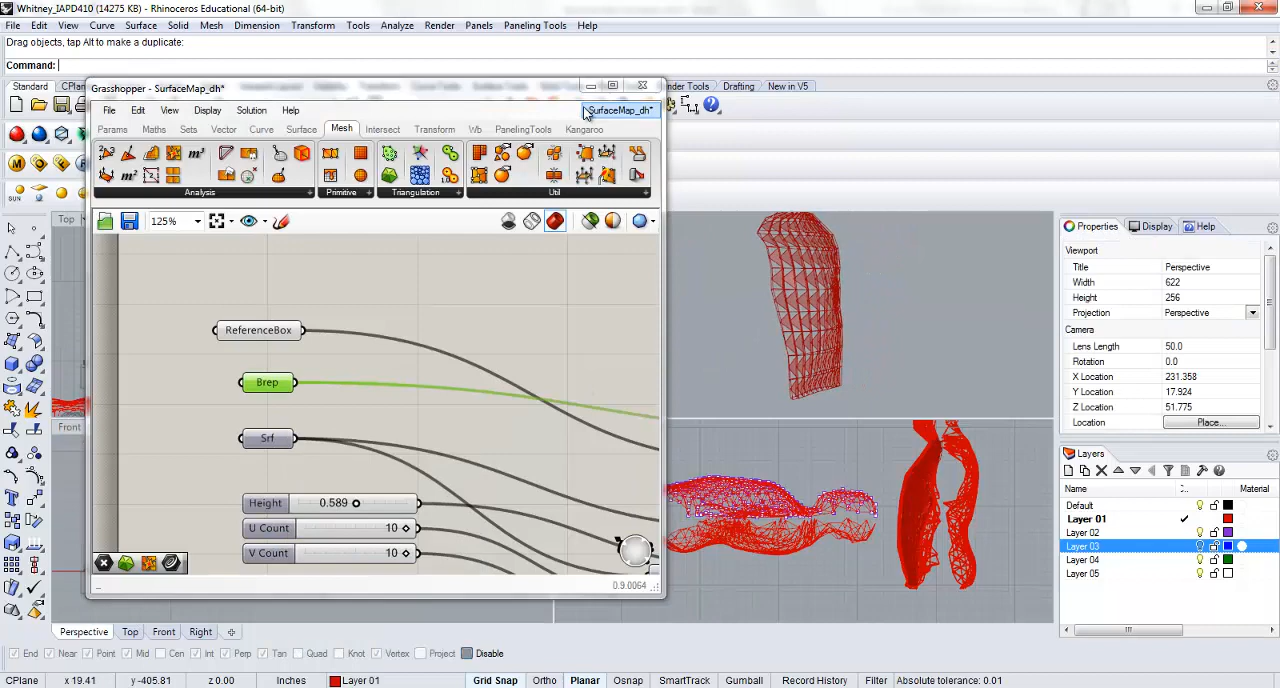 Whitney_IAPD410 (14275 KB) - Rhinoceros Educational (64-bit)
File Edit View Curve Surface Solid Mesh Dimension Transform Tools Analyze Render Panels Paneling Tools Help
Drag objects, tap Alt to make a duplicate:
Command:
Standard CPlane
nder Tools Drafting New in V5
Grasshopper - SurfaceMap_dh*
File Edit View Display Solution Help
SurfaceMap_dh*
Params Maths Sets Vector Curve Surface Mesh Intersect Transform Wb PanelingTools Kangaroo
Analysis Primitive Triangulation Util
125%
Top
Front
ReferenceBox
Brep
Srf
Height 0.589
U Count 10
V Count 10
0.9.0064
Properties Display Help
Viewport
Title Perspective
Width 622
Height 256
Projection Perspective
Camera
Lens Length 50.0
Rotation 0.0
X Location 231.358
Y Location 17.924
Z Location 51.775
Location Place...
Layers
Name Material
Default
Layer 01
Layer 02
Layer 03
Layer 04
Layer 05
Perspective Top Front Right
End Near Point Mid Cen Int Perp Tan Quad Knot Vertex Project Disable
CPlane x 19.41 y -405.81 z 0.00 Inches Layer 01 Grid Snap Ortho Planar Osnap SmartTrack Gumball Record History Filter Absolute tolerance: 0.01